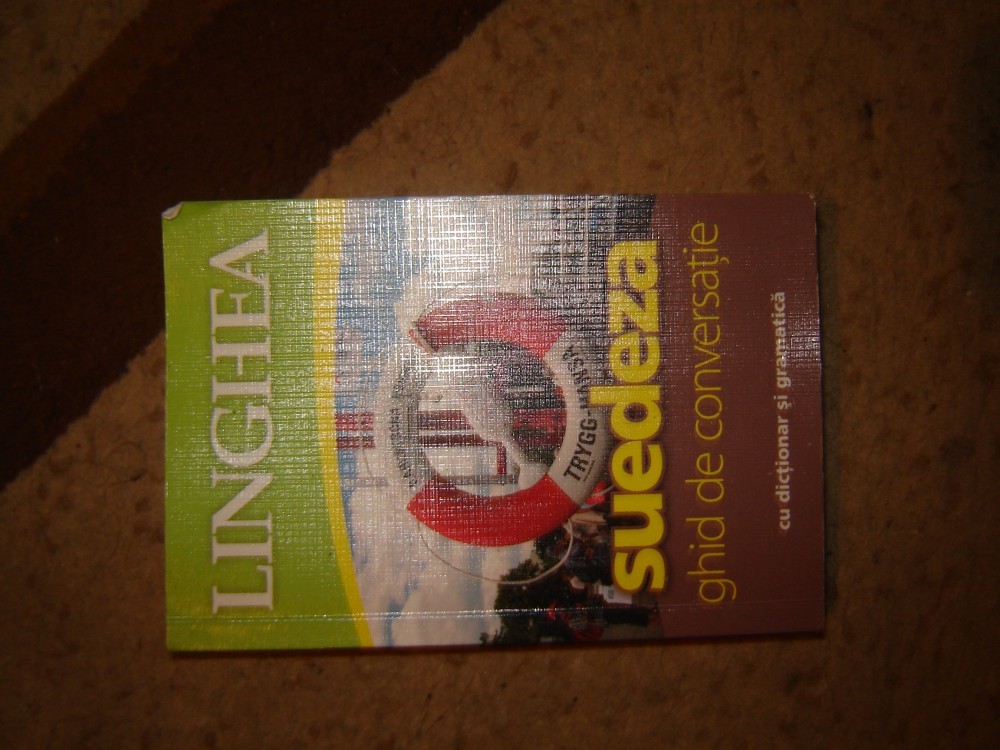 LINGHEA
TRYGG-HANSA
suedeza
ghid de conversație
cu dicționar și gramatică